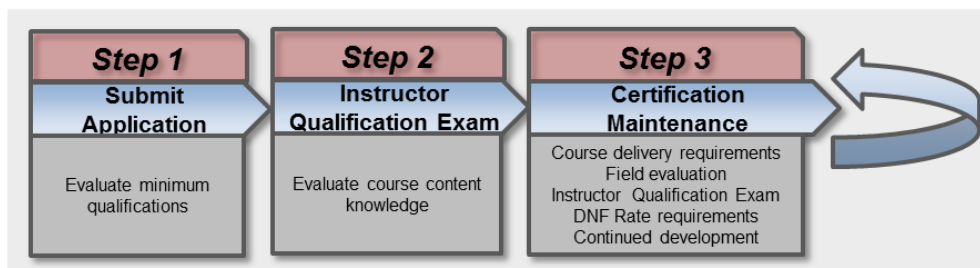 Step 1
Submit
Application
Evaluate minimum
qualifications
Step 2
Instructor
Qualification Exam
Evaluate course content
knowledge
Step 3
Certification
Maintenance
Course delivery requirements
Field evaluation
Instructor Qualification Exam
DNF Rate requirements
Continued development